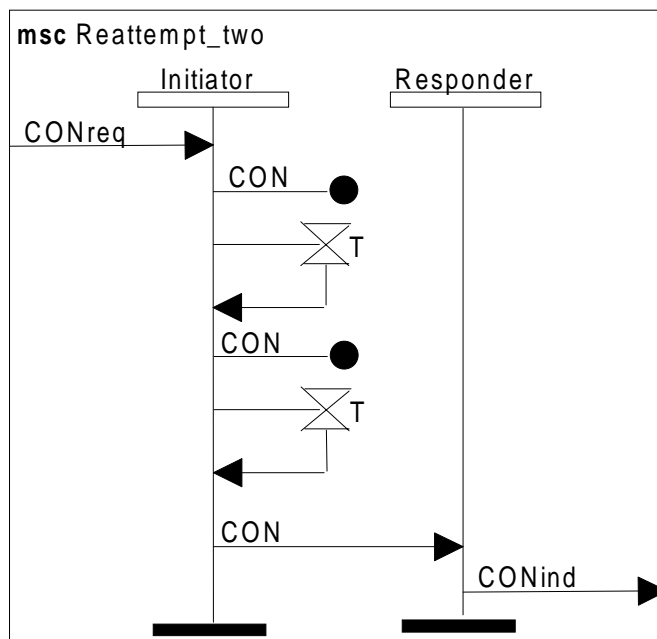 msc Reattempt_two
Initiator Responder
CONreq
CON
T
CON
T
CON
CONind